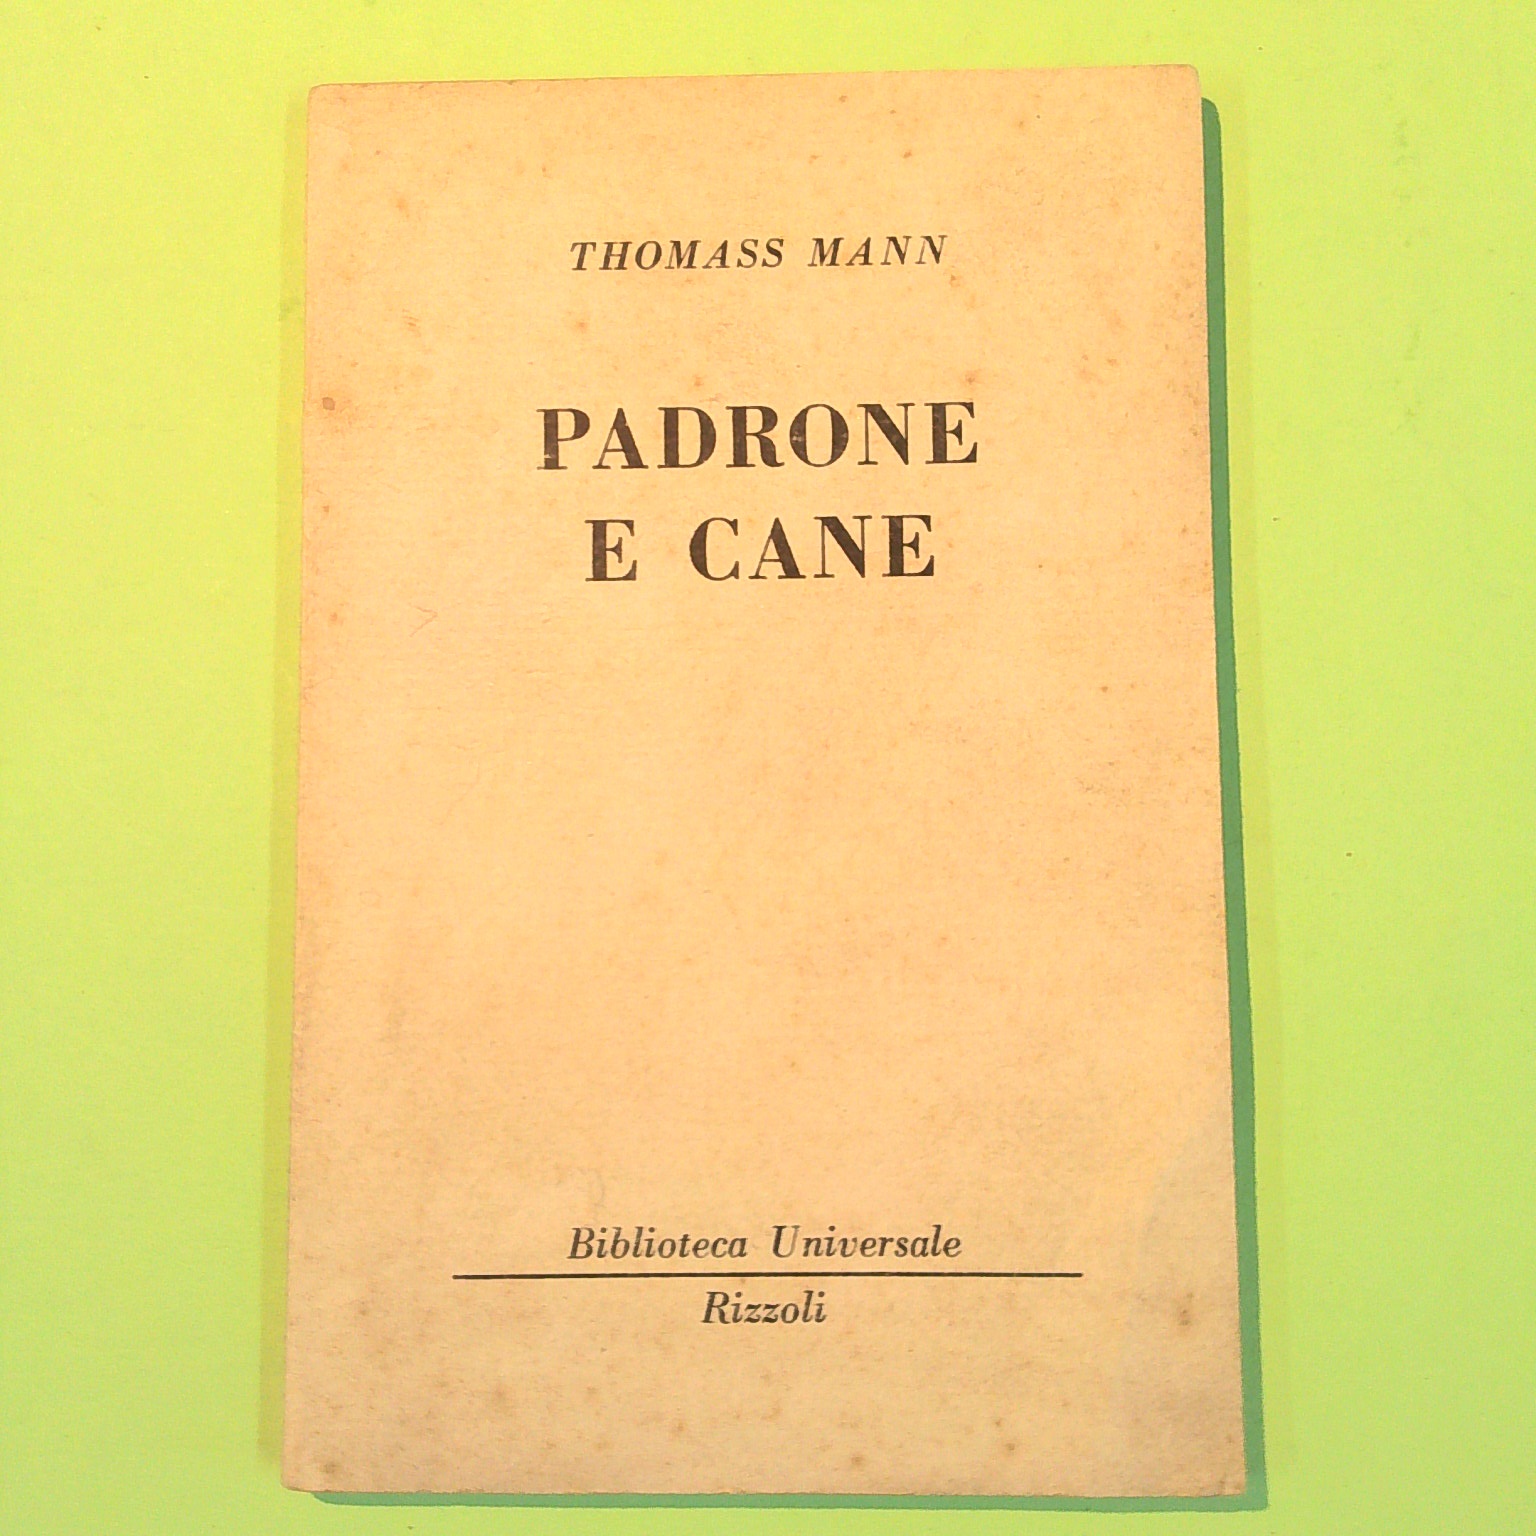 THOMASS MANN
PADRONE
E CANE
Biblioteca Universale
Rizzoli